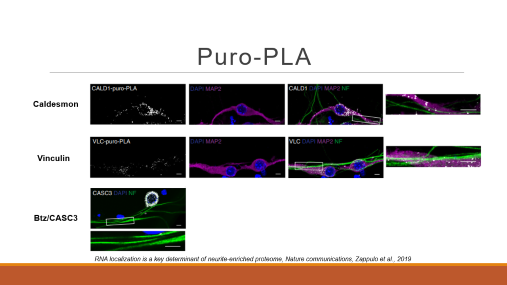 Puro-PLA
Caldesmon
CALD1-puro-PLA
DAPI MAP2
CALD1 DAPI MAP2 NF
Vinculin
VLC-puro-PLA
DAPI MAP2
VLC DAPI MAP2 NF
Btz/CASC3
CASC3 DAPI NF
RNA localization is a key determinant of neurite-enriched proteome, Nature communications, Zappulo et al., 2019